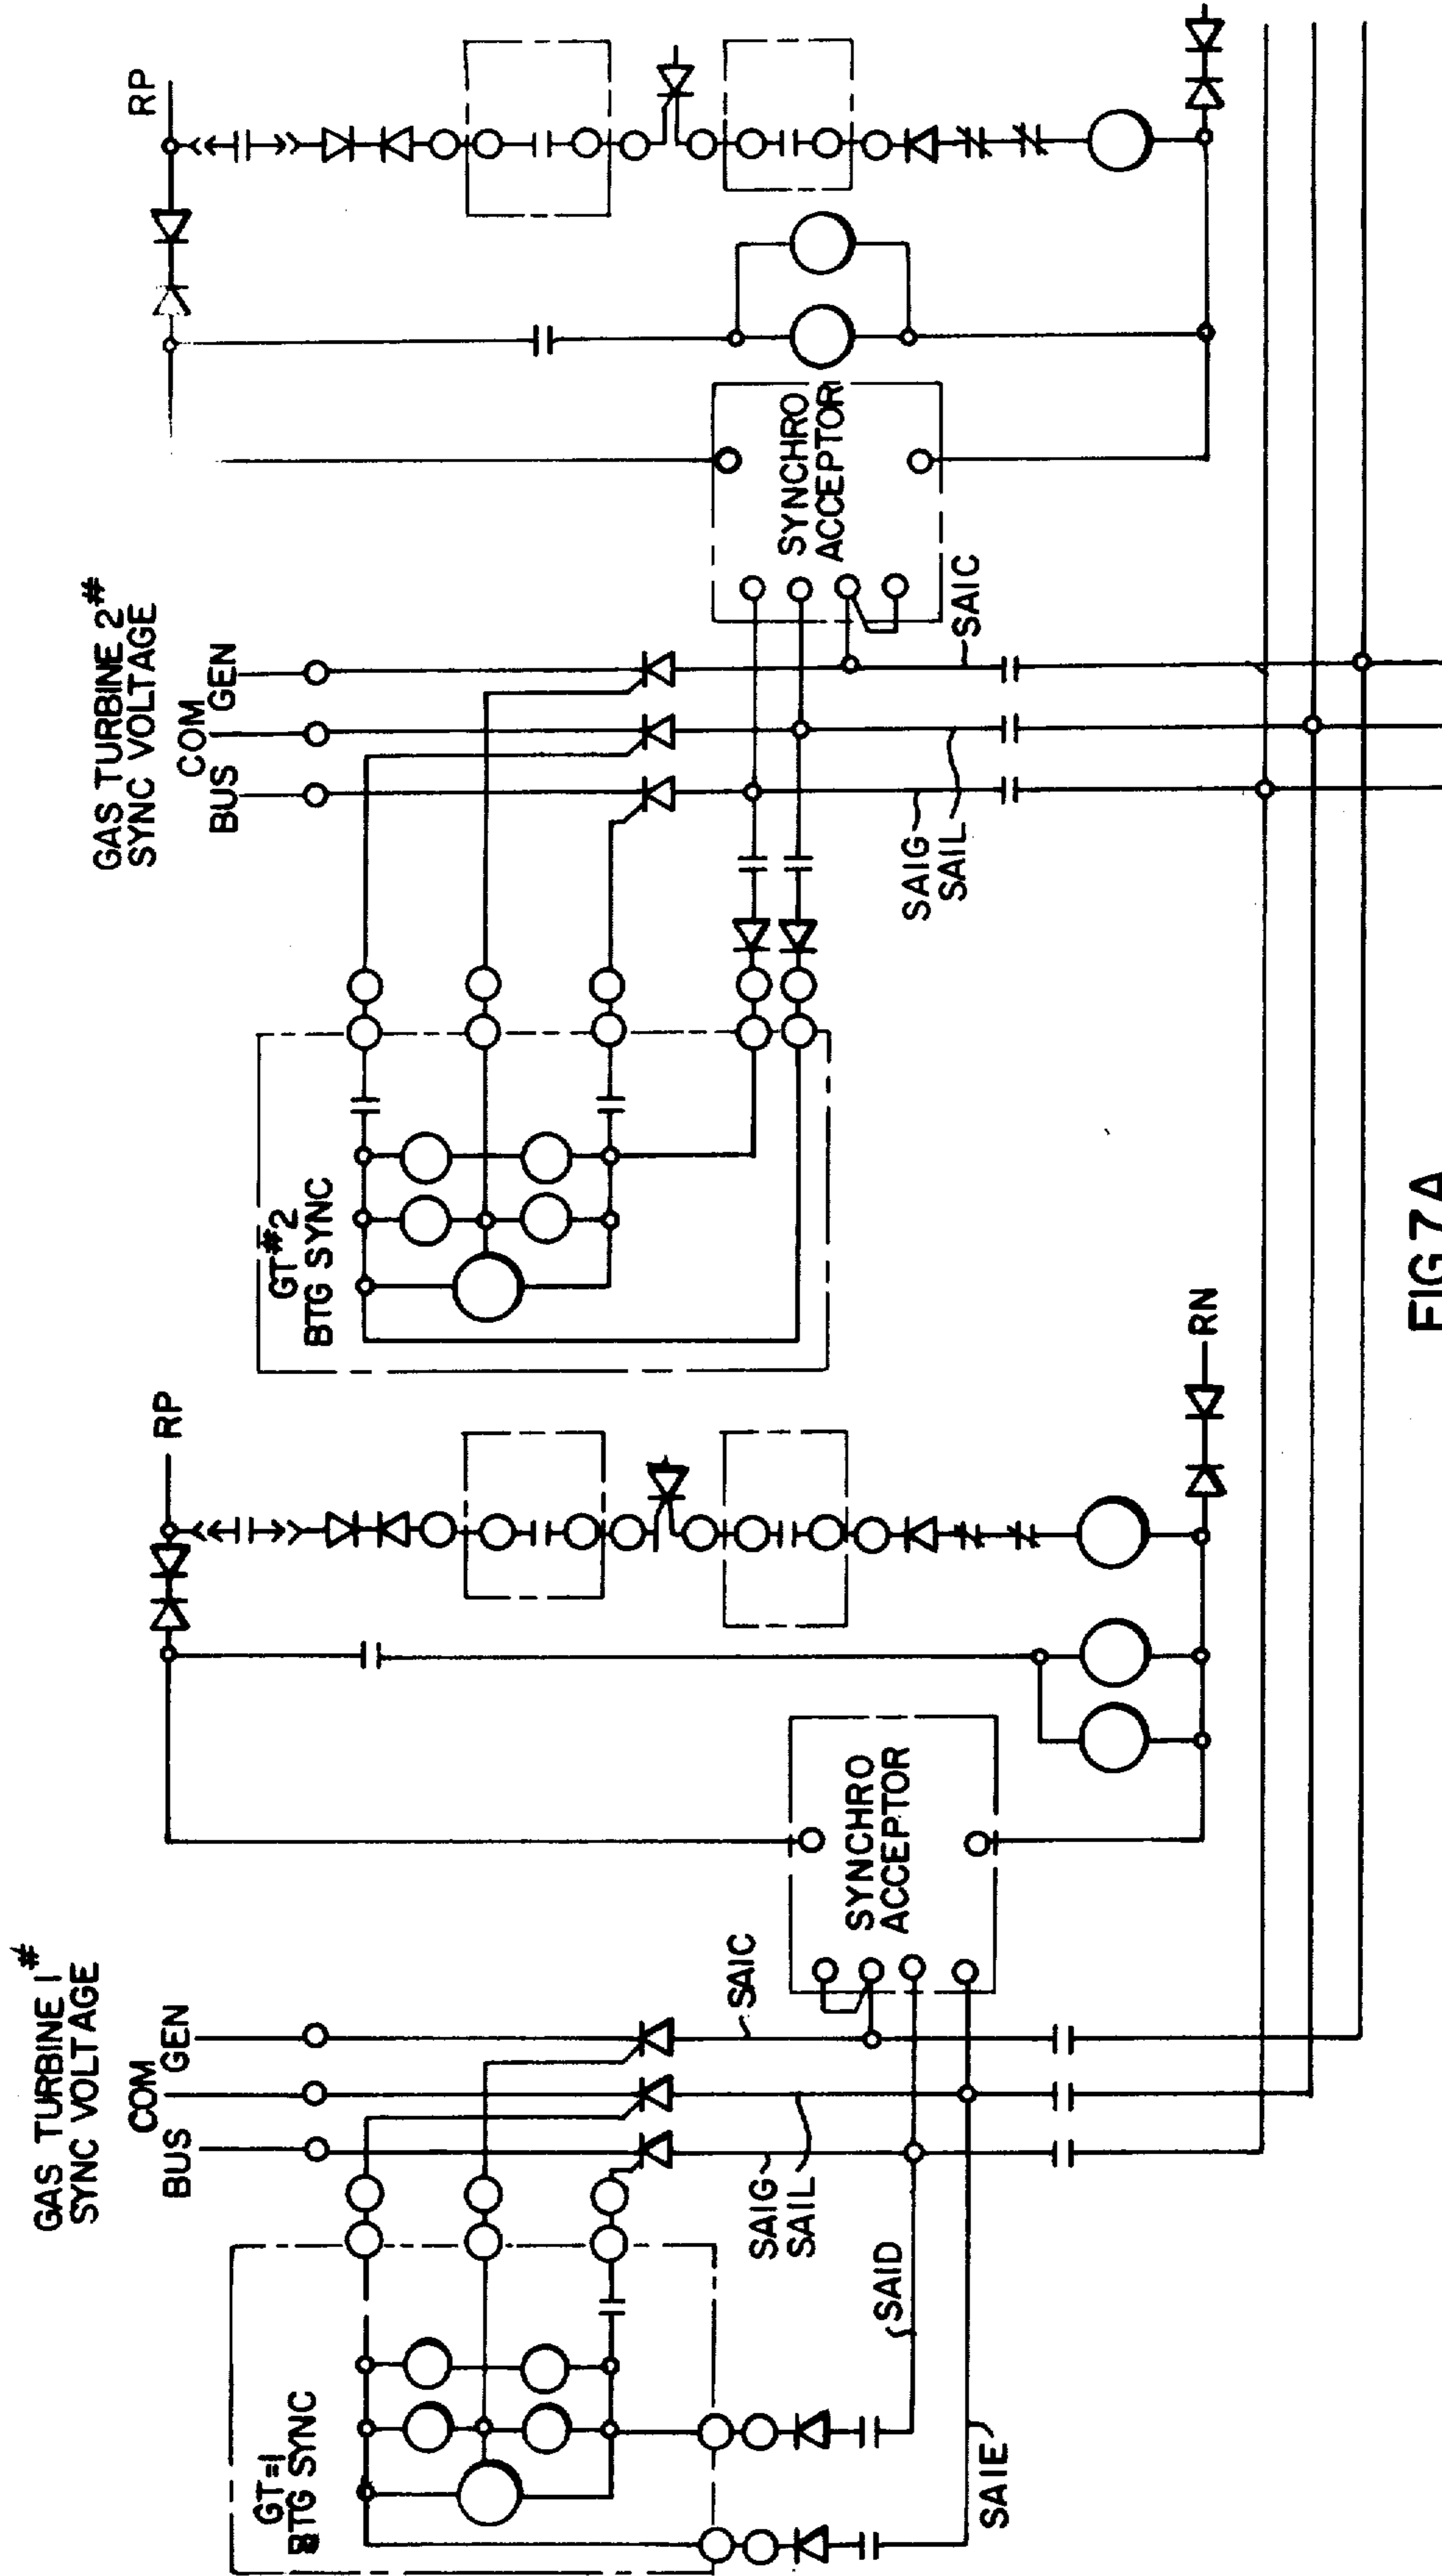 GAS TURBINE 1#
SYNC VOLTAGE
COM
BUS GEN
GT=1
BTG SYNC
SAIC
SAIG
SAIL
SAID
SAIE
SYNCHRO
ACCEPTOR
RP
RN
GAS TURBINE 2#
SYNC VOLTAGE
COM
BUS GEN
GT#2
BTG SYNC
SAIC
SAIG
SAIL
SYNCHRO
ACCEPTOR
RP
FIG 7A